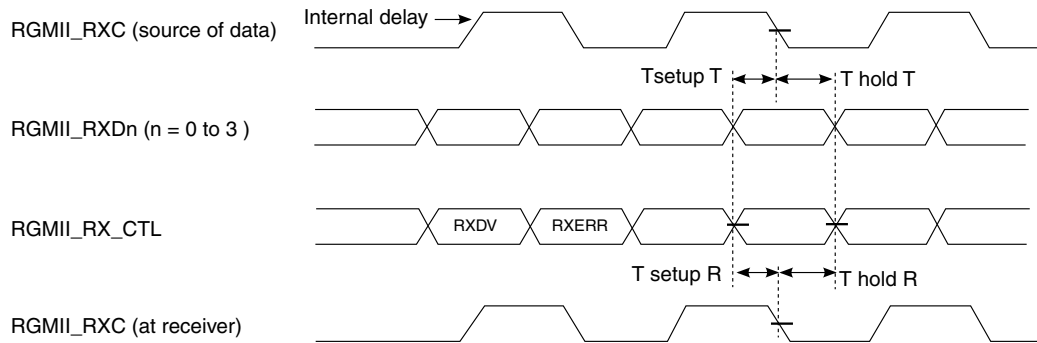 Internal delay
RGMII_RXC (source of data)
Tsetup T
T hold T
RGMII_RXDn (n = 0 to 3 )
RGMII_RX_CTL
RXDV
RXERR
T setup R
T hold R
RGMII_RXC (at receiver)